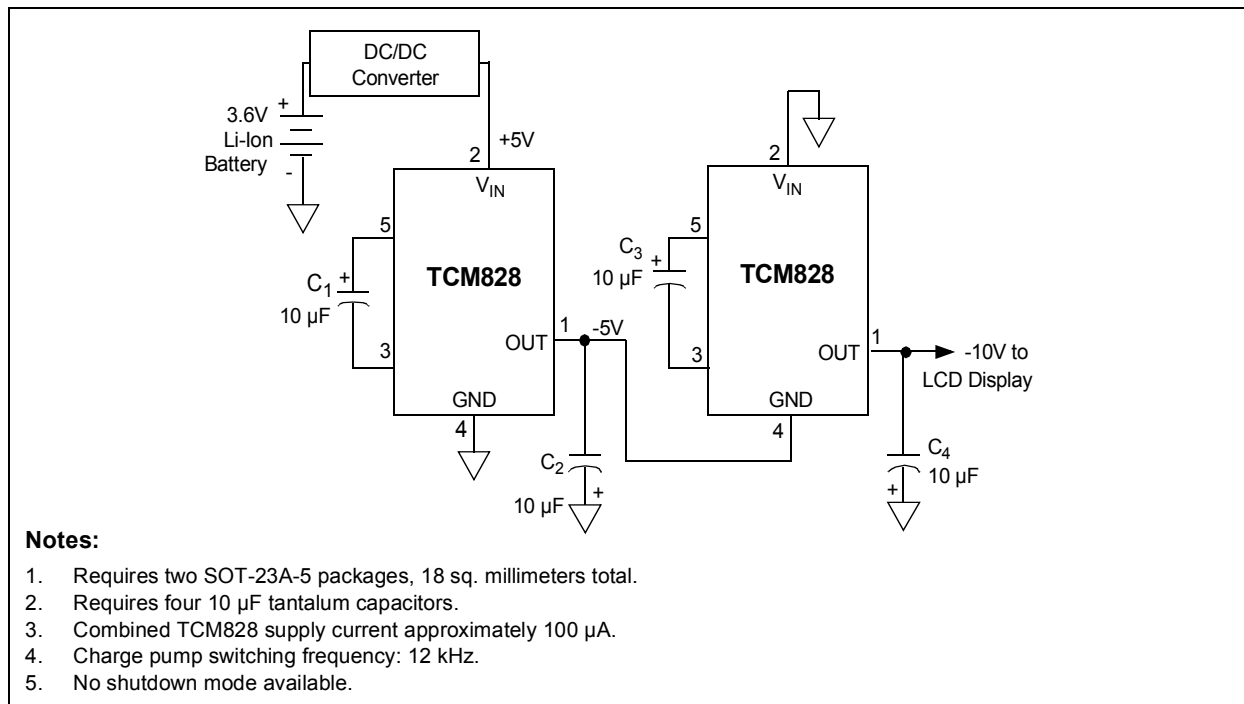 DC/DC
Converter
3.6V
Li-Ion
Battery
+
-
+5V
2
V_IN
5
C_1
+
10 µF
3
TCM828
OUT
1
-5V
GND
4
C_2
10 µF
+
2
V_IN
5
C_3
+
10 µF
3
TCM828
OUT
1
-10V to
LCD Display
GND
4
C_4
10 µF
+
Notes:
1. Requires two SOT-23A-5 packages, 18 sq. millimeters total.
2. Requires four 10 µF tantalum capacitors.
3. Combined TCM828 supply current approximately 100 µA.
4. Charge pump switching frequency: 12 kHz.
5. No shutdown mode available.